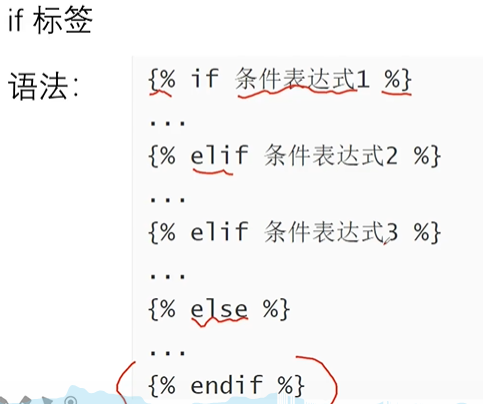 if 标签
语法： {% if 条件表达式1 %}
...
{% elif 条件表达式2 %}
...
{% elif 条件表达式3 %}
...
{% else %}
...
{% endif %}